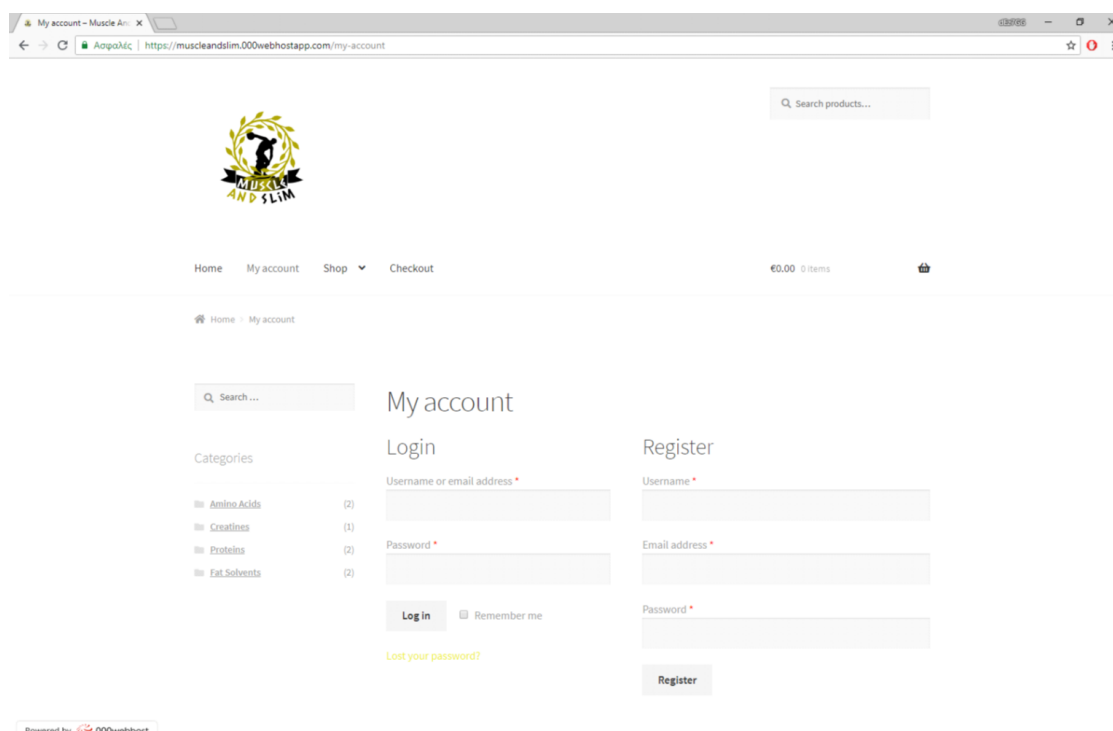 My account – Muscle An
Ασφαλές | https://muscleandslim.000webhostapp.com/my-account
Search products...
MUSCLE
AND SLIM
Home My account Shop Checkout €0.00 0 items
Home / My account
Search ...
My account
Login Register
Categories
Username or email address * Username *
Amino Acids (2)
Creatines (1)
Password * Email address *
Proteins (2)
Fat Solvents (2)
Log in Remember me Password *
Lost your password?
Register
Powered by 000webhost